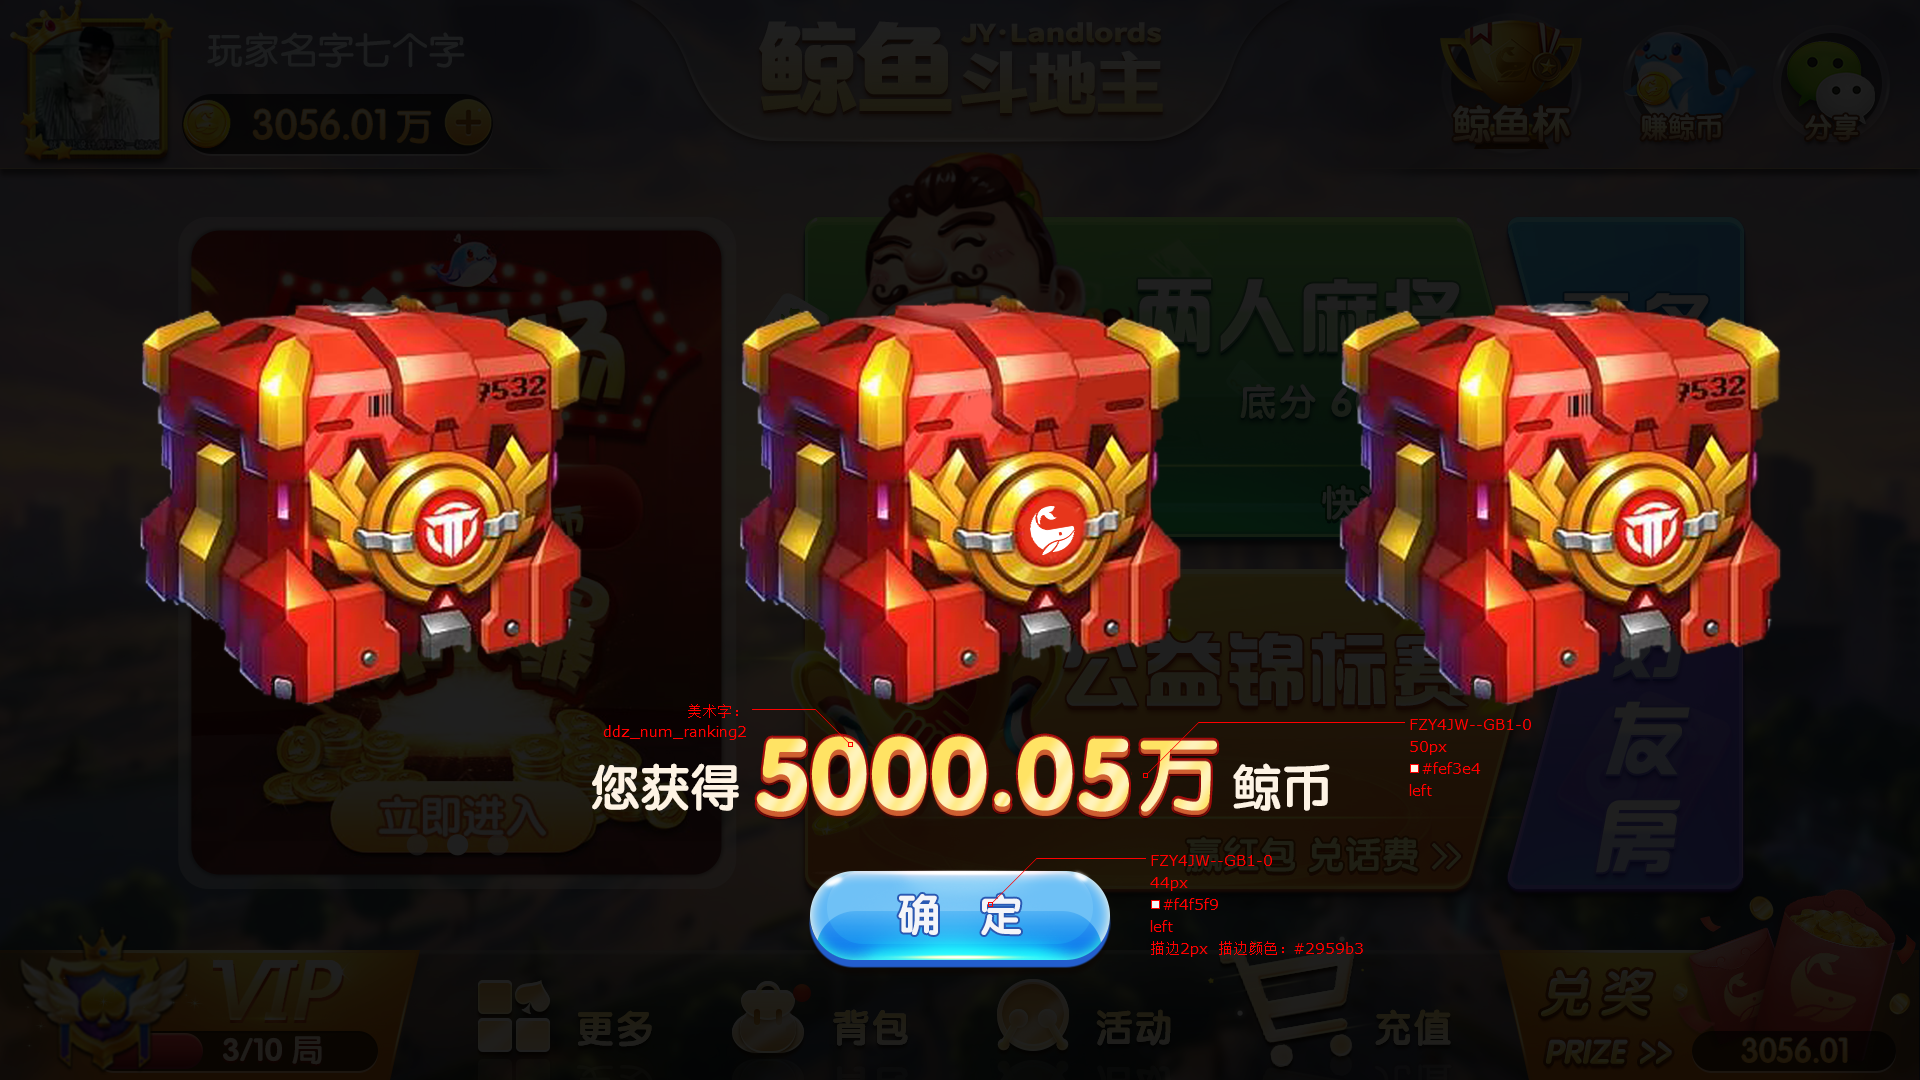 玩家名字七个字
3056.01万
鲸鱼
JY·Landlords
斗地主
鲸鱼杯
赚鲸币
分享
场
两人麻将
底分 6
快
9532
9532
公益锦标赛
赢红包 兑话费 >>
好
友
房
立即进入
美术字：
ddz_num_ranking2
FZY4JW--GB1-0
50px
#fef3e4
left
您获得 5000.05万 鲸币
确 定
FZY4JW--GB1-0
44px
#f4f5f9
left
描边2px 描边颜色：#2959b3
VIP
3/10 局
更多
背包
活动
充值
兑奖
PRIZE >>
3056.01